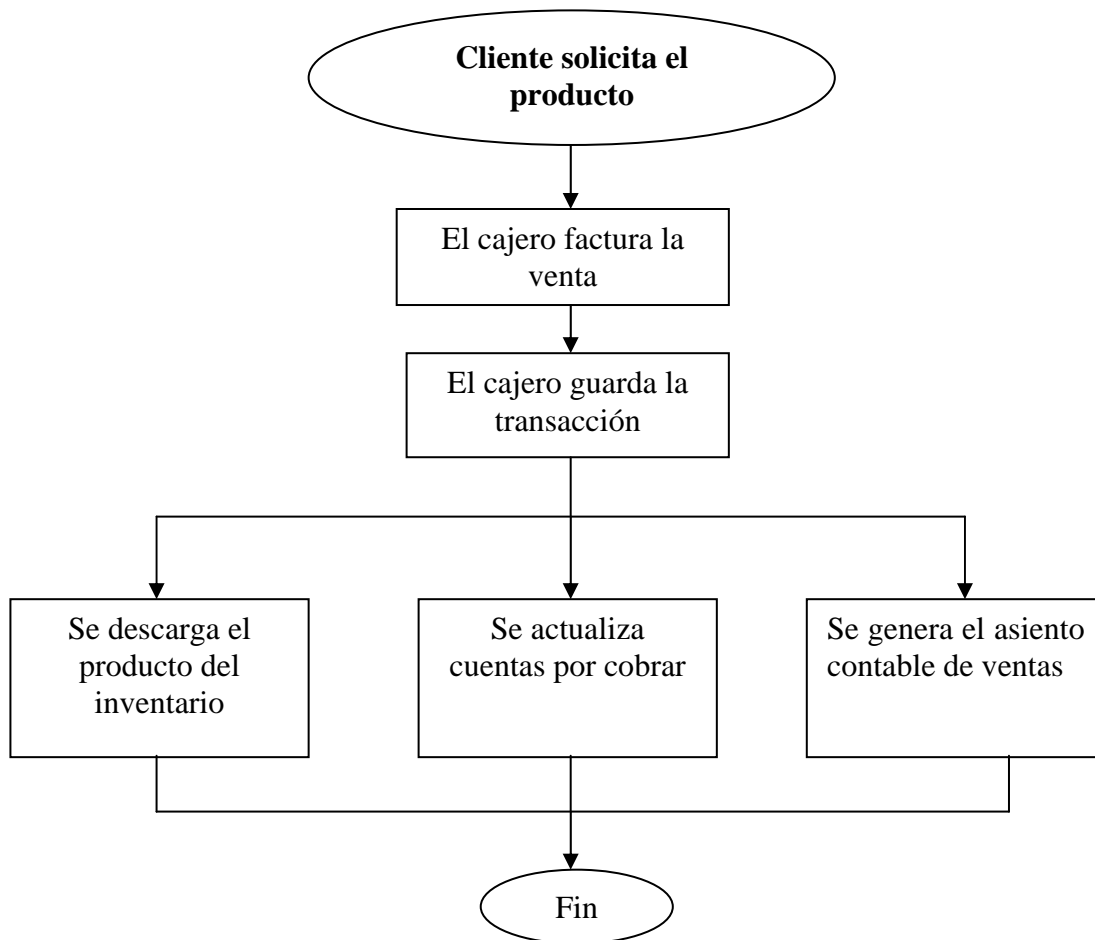 Cliente solicita el
producto
El cajero factura la
venta
El cajero guarda la
transacción
Se descarga el
producto del
inventario
Se actualiza
cuentas por cobrar
Se genera el asiento
contable de ventas
Fin